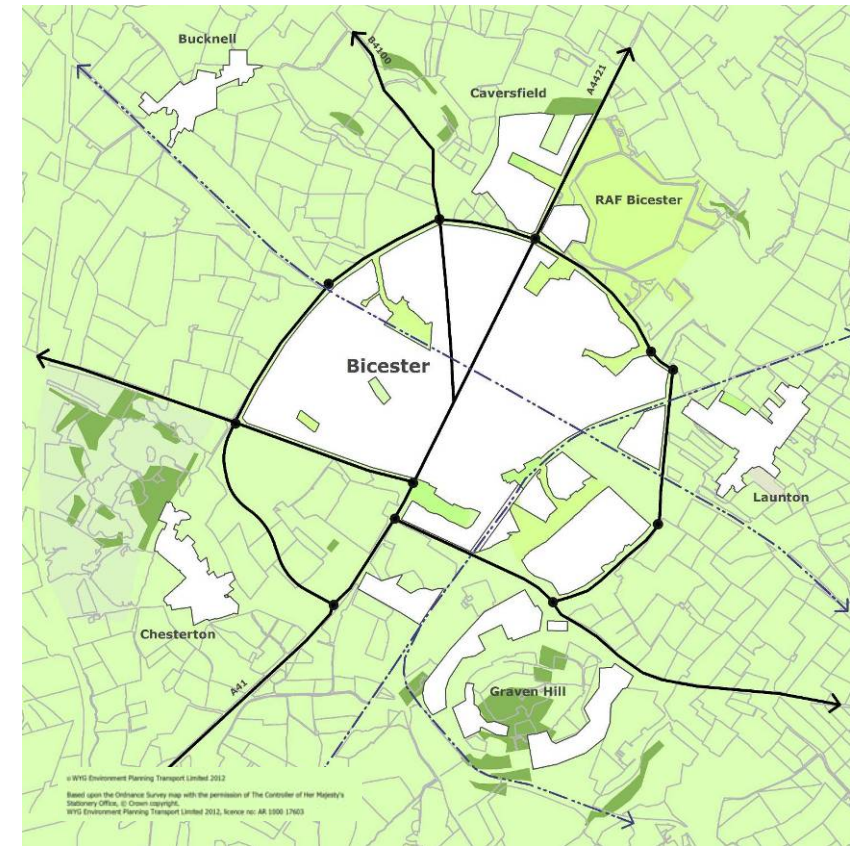 Bucknell
B4100
A4421
Caversfield
RAF Bicester
Bicester
Launton
Chesterton
Graven Hill
A41
© WYG Environment Planning Transport Limited 2012
Based upon the Ordnance Survey map with the permission of The Controller of Her Majesty's
Stationery Office, © Crown copyright.
WYG Environment Planning Transport Limited 2012, licence no: AR 1000 17603